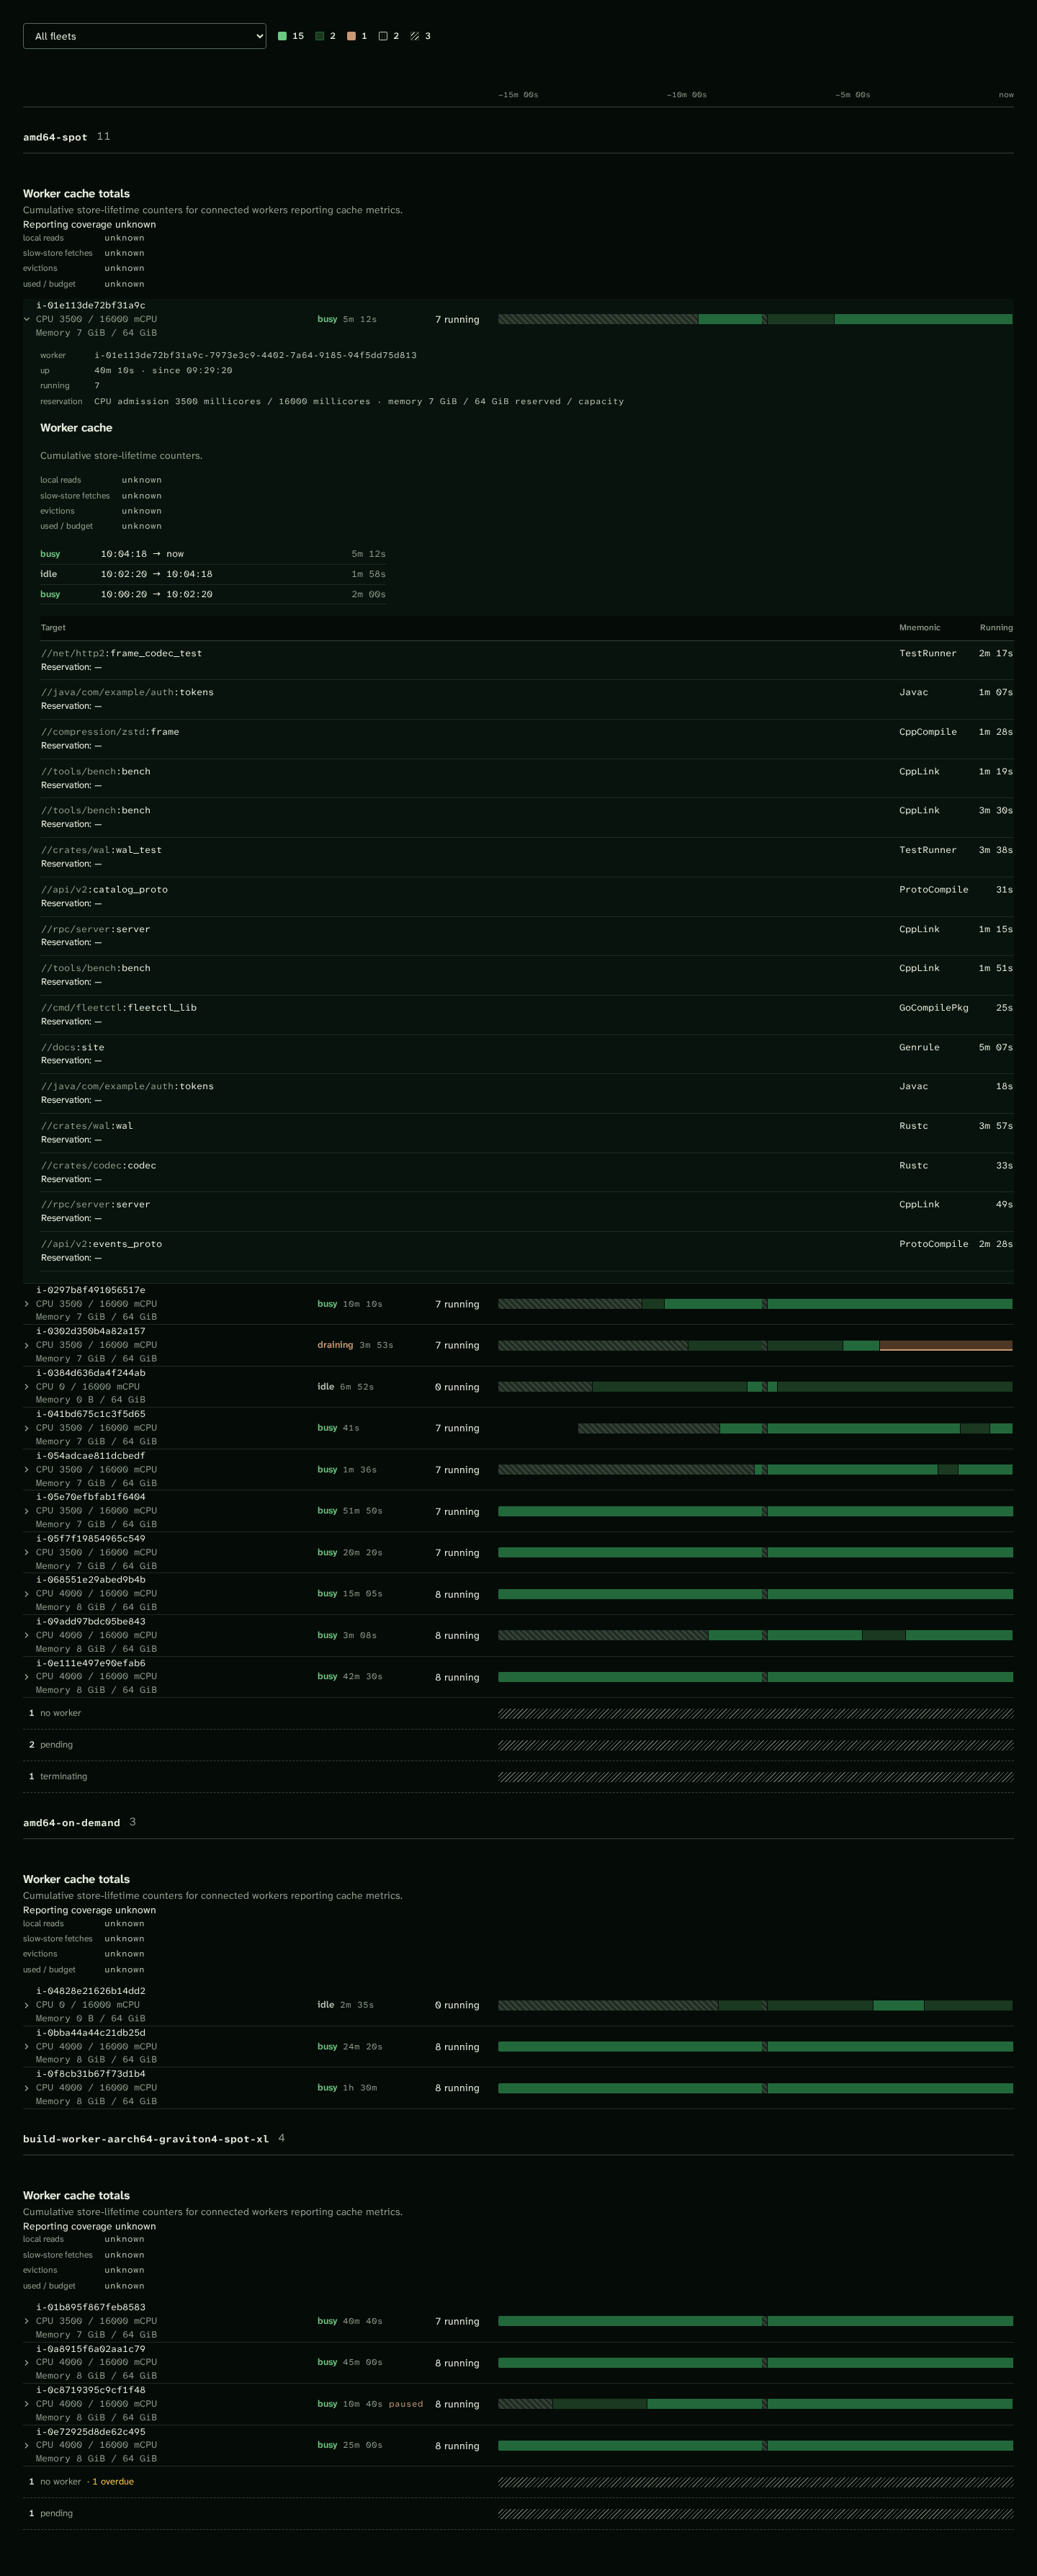 All fleets 15 2 1 2 3
−15m 00s −10m 00s −5m 00s now
amd64-spot 11
Worker cache totals
Cumulative store-lifetime counters for connected workers reporting cache metrics.
Reporting coverage unknown
local reads unknown
slow-store fetches unknown
evictions unknown
used / budget unknown
i-01e113de72bf31a9c
CPU 3500 / 16000 mCPU busy 5m 12s 7 running
Memory 7 GiB / 64 GiB
worker i-01e113de72bf31a9c-7973e3c9-4402-7a64-9185-94f5dd75d813
up 40m 10s · since 09:29:20
running 7
reservation CPU admission 3500 millicores / 16000 millicores · memory 7 GiB / 64 GiB reserved / capacity
Worker cache
Cumulative store-lifetime counters.
local reads unknown
slow-store fetches unknown
evictions unknown
used / budget unknown
busy 10:04:18 → now 5m 12s
idle 10:02:20 → 10:04:18 1m 58s
busy 10:00:20 → 10:02:20 2m 00s
Target Mnemonic Running
//net/http2:frame_codec_test TestRunner 2m 17s
Reservation: —
//java/com/example/auth:tokens Javac 1m 07s
Reservation: —
//compression/zstd:frame CppCompile 1m 28s
Reservation: —
//tools/bench:bench CppLink 1m 19s
Reservation: —
//tools/bench:bench CppLink 3m 30s
Reservation: —
//crates/wal:wal_test TestRunner 3m 38s
Reservation: —
//api/v2:catalog_proto ProtoCompile 31s
Reservation: —
//rpc/server:server CppLink 1m 15s
Reservation: —
//tools/bench:bench CppLink 1m 51s
Reservation: —
//cmd/fleetctl:fleetctl_lib GoCompilePkg 25s
Reservation: —
//docs:site Genrule 5m 07s
Reservation: —
//java/com/example/auth:tokens Javac 18s
Reservation: —
//crates/wal:wal Rustc 3m 57s
Reservation: —
//crates/codec:codec Rustc 33s
Reservation: —
//rpc/server:server CppLink 49s
Reservation: —
//api/v2:events_proto ProtoCompile 2m 28s
Reservation: —
i-0297b8f491056517e
CPU 3500 / 16000 mCPU busy 10m 10s 7 running
Memory 7 GiB / 64 GiB
i-0302d350b4a82a157
CPU 3500 / 16000 mCPU draining 3m 53s 7 running
Memory 7 GiB / 64 GiB
i-0384d636da4f244ab
CPU 0 / 16000 mCPU idle 6m 52s 0 running
Memory 0 B / 64 GiB
i-041bd675c1c3f5d65
CPU 3500 / 16000 mCPU busy 41s 7 running
Memory 7 GiB / 64 GiB
i-054adcae811dcbedf
CPU 3500 / 16000 mCPU busy 1m 36s 7 running
Memory 7 GiB / 64 GiB
i-05e70efbfab1f6404
CPU 3500 / 16000 mCPU busy 51m 50s 7 running
Memory 7 GiB / 64 GiB
i-05f7f19854965c549
CPU 3500 / 16000 mCPU busy 20m 20s 7 running
Memory 7 GiB / 64 GiB
i-068551e29abed9b4b
CPU 4000 / 16000 mCPU busy 15m 05s 8 running
Memory 8 GiB / 64 GiB
i-09add97bdc05be843
CPU 4000 / 16000 mCPU busy 3m 08s 8 running
Memory 8 GiB / 64 GiB
i-0e111e497e90efab6
CPU 4000 / 16000 mCPU busy 42m 30s 8 running
Memory 8 GiB / 64 GiB
1 no worker
2 pending
1 terminating
amd64-on-demand 3
Worker cache totals
Cumulative store-lifetime counters for connected workers reporting cache metrics.
Reporting coverage unknown
local reads unknown
slow-store fetches unknown
evictions unknown
used / budget unknown
i-04828e21626b14dd2
CPU 0 / 16000 mCPU idle 2m 35s 0 running
Memory 0 B / 64 GiB
i-0bba44a44c21db25d
CPU 4000 / 16000 mCPU busy 24m 20s 8 running
Memory 8 GiB / 64 GiB
i-0f8cb31b67f73d1b4
CPU 4000 / 16000 mCPU busy 1h 30m 8 running
Memory 8 GiB / 64 GiB
build-worker-aarch64-graviton4-spot-xl 4
Worker cache totals
Cumulative store-lifetime counters for connected workers reporting cache metrics.
Reporting coverage unknown
local reads unknown
slow-store fetches unknown
evictions unknown
used / budget unknown
i-01b895f867feb8583
CPU 3500 / 16000 mCPU busy 40m 40s 7 running
Memory 7 GiB / 64 GiB
i-0a8915f6a02aa1c79
CPU 4000 / 16000 mCPU busy 45m 00s 8 running
Memory 8 GiB / 64 GiB
i-0c8719395c9cf1f48
CPU 4000 / 16000 mCPU busy 10m 40s paused 8 running
Memory 8 GiB / 64 GiB
i-0e72925d8de62c495
CPU 4000 / 16000 mCPU busy 25m 00s 8 running
Memory 8 GiB / 64 GiB
1 no worker · 1 overdue
1 pending